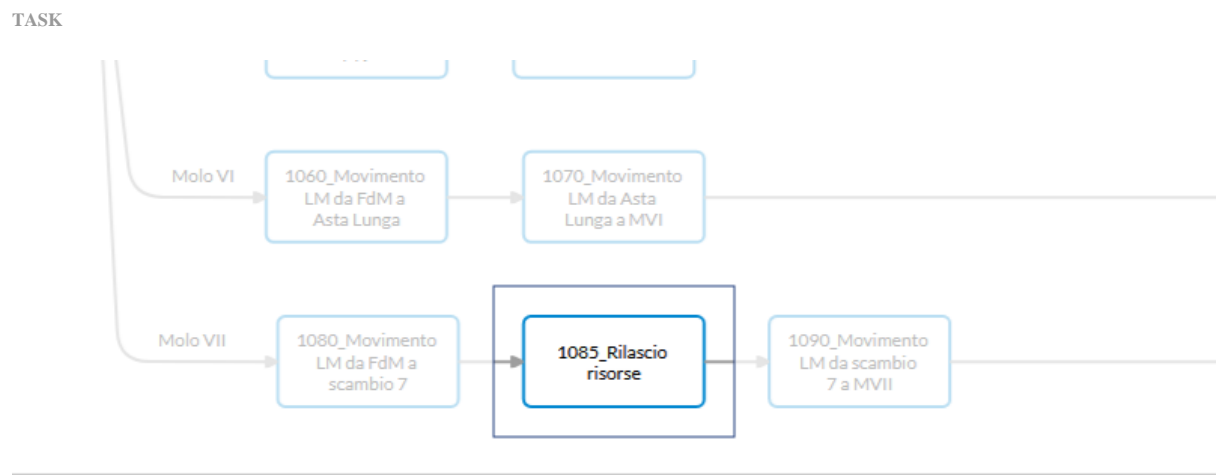 TASK
Molo VI
1060_Movimento
LM da FdM a
Asta Lunga
1070_Movimento
LM da Asta
Lunga a MVI
Molo VII
1080_Movimento
LM da FdM a
scambio 7
1085_Rilascio
risorse
1090_Movimento
LM da scambio
7 a MVII